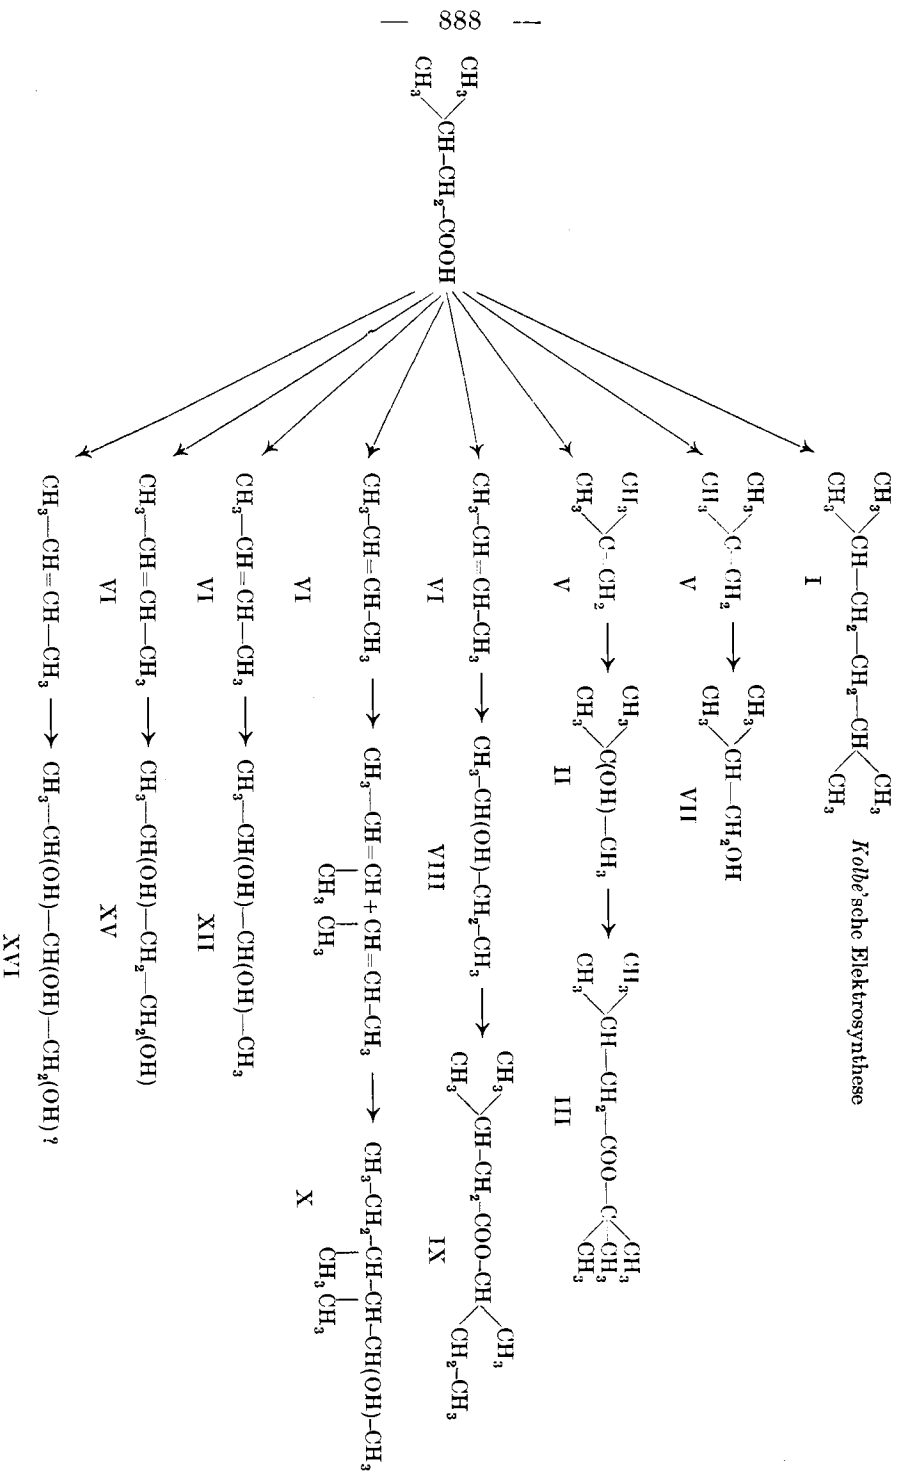 — 888 —
CH₃ CH₃ >CH–CH₂–COOH
CH₃ CH₃ >CH—CH₂—CH₂—CH< CH₃ CH₃ Kolbe'sche Elektrosynthese
I
CH₃ CH₃ >C--CH₂ → CH₃ CH₃ >CH—CH₂OH
V VII
CH₃ CH₃ >C--CH₂ → CH₃ CH₃ >C(OH)—CH₃ → CH₃ CH₃ >CH—CH₂—COO—C< CH₃ CH₃ CH₃
V II III
CH₃–CH=CH–CH₃ → CH₃–CH(OH)–CH₂–CH₃ → CH₃ CH₃ >CH–CH₂–COO–CH< CH₃ CH₂–CH₃
VI VIII IX
CH₃–CH=CH–CH₃ → CH₃—CH=CH + CH=CH–CH₃ → CH₃–CH₂–CH–CH–CH(OH)–CH₃
CH₃ CH₃ CH₃ CH₃
VI X
CH₃—CH=CH—CH₃ → CH₃—CH(OH)—CH(OH)—CH₃
VI XII
CH₃—CH=CH—CH₃ → CH₃—CH(OH)—CH₂—CH₂(OH)
VI XV
CH₃—CH=CH—CH₃ → CH₃—CH(OH)—CH(OH)—CH₂(OH) ?
XVI